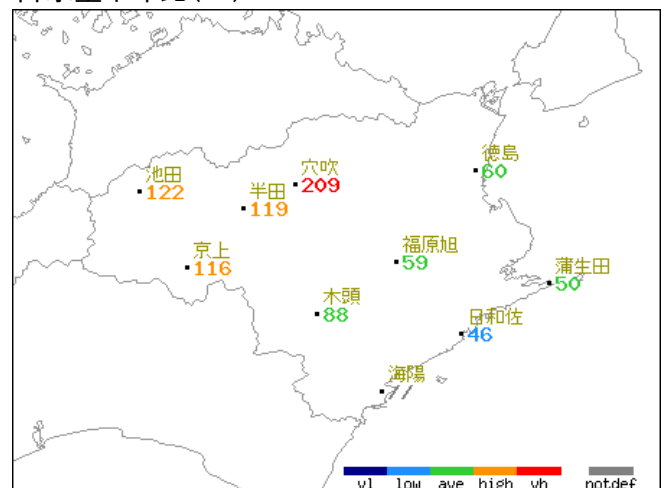 池田
122
穴吹
209
半田
119
徳島
60
京上
116
福原旭
59
蒲生田
50
木頭
88
日和佐
46
海陽
vl low ave high vh notdef